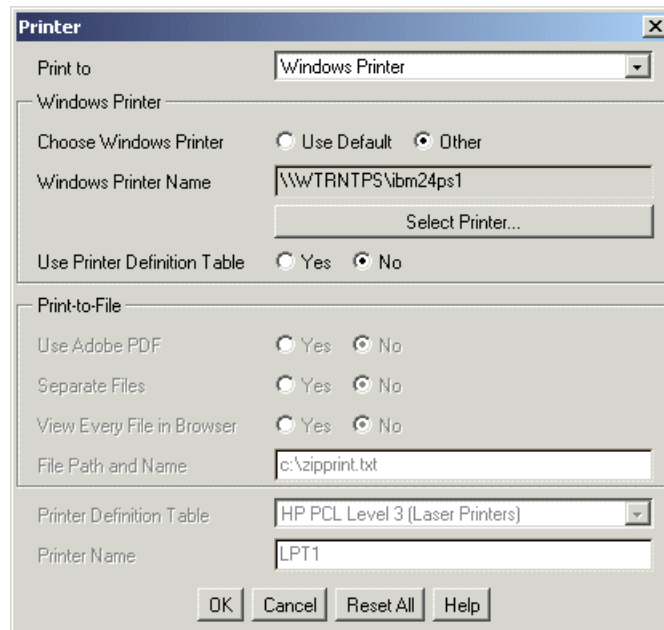 Printer
Print to Windows Printer
Windows Printer
Choose Windows Printer Use Default Other
Windows Printer Name \\WTRNTPS\ibm24ps1
Select Printer...
Use Printer Definition Table Yes No
Print-to-File
Use Adobe PDF Yes No
Separate Files Yes No
View Every File in Browser Yes No
File Path and Name c:\zipprint.txt
Printer Definition Table HP PCL Level 3 (Laser Printers)
Printer Name LPT1
OK Cancel Reset All Help